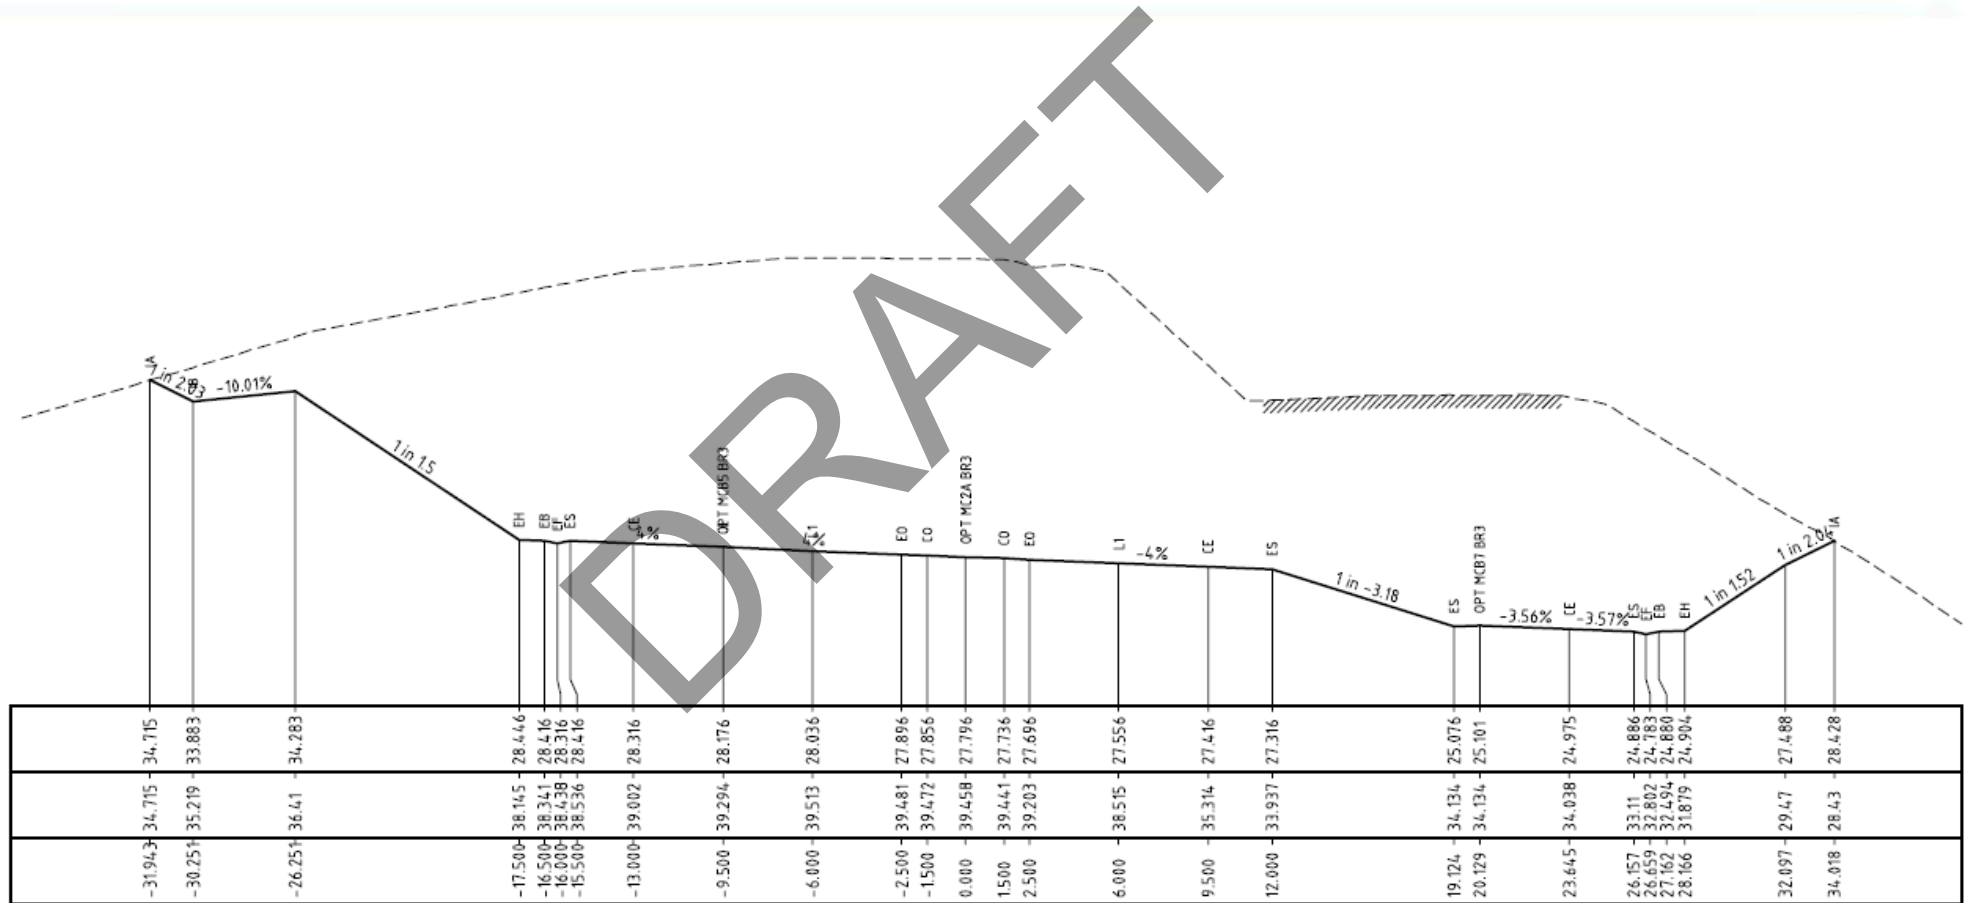 DRAFT
IA
1 in 2.03
IB
-10.01%
1 in 1.5
EH
EB
EF
ES
CE
4%
OPT MCB5 BR3
L1
4%
EO
CO
OPT MC2A BR3
CO
EO
L1
-4%
CE
ES
1 in -3.18
ES
OPT MCB7 BR3
-3.56%
CE
-3.57%
ES
EF
EB
EH
1 in 1.52
1 in 2.04
IA
34.715 33.883 34.283 28.446 28.416 28.316 28.416 28.316 28.176 28.036 27.896 27.856 27.796 27.736 27.696 27.556 27.416 27.316 25.076 25.101 24.975 24.886 24.783 24.880 24.904 27.488 28.428
34.715 35.219 36.41 38.145 38.341 38.438 38.536 39.002 39.294 39.513 39.481 39.472 39.458 39.441 39.203 38.515 35.314 33.937 34.134 34.134 34.038 33.11 32.802 32.494 31.879 29.47 28.43
-31.943 -30.251 -26.251 -17.500 -16.500 -16.000 -15.500 -13.000 -9.500 -6.000 -2.500 -1.500 0.000 1.500 2.500 6.000 9.500 12.000 19.124 20.129 23.645 26.157 26.659 27.162 28.166 32.097 34.018